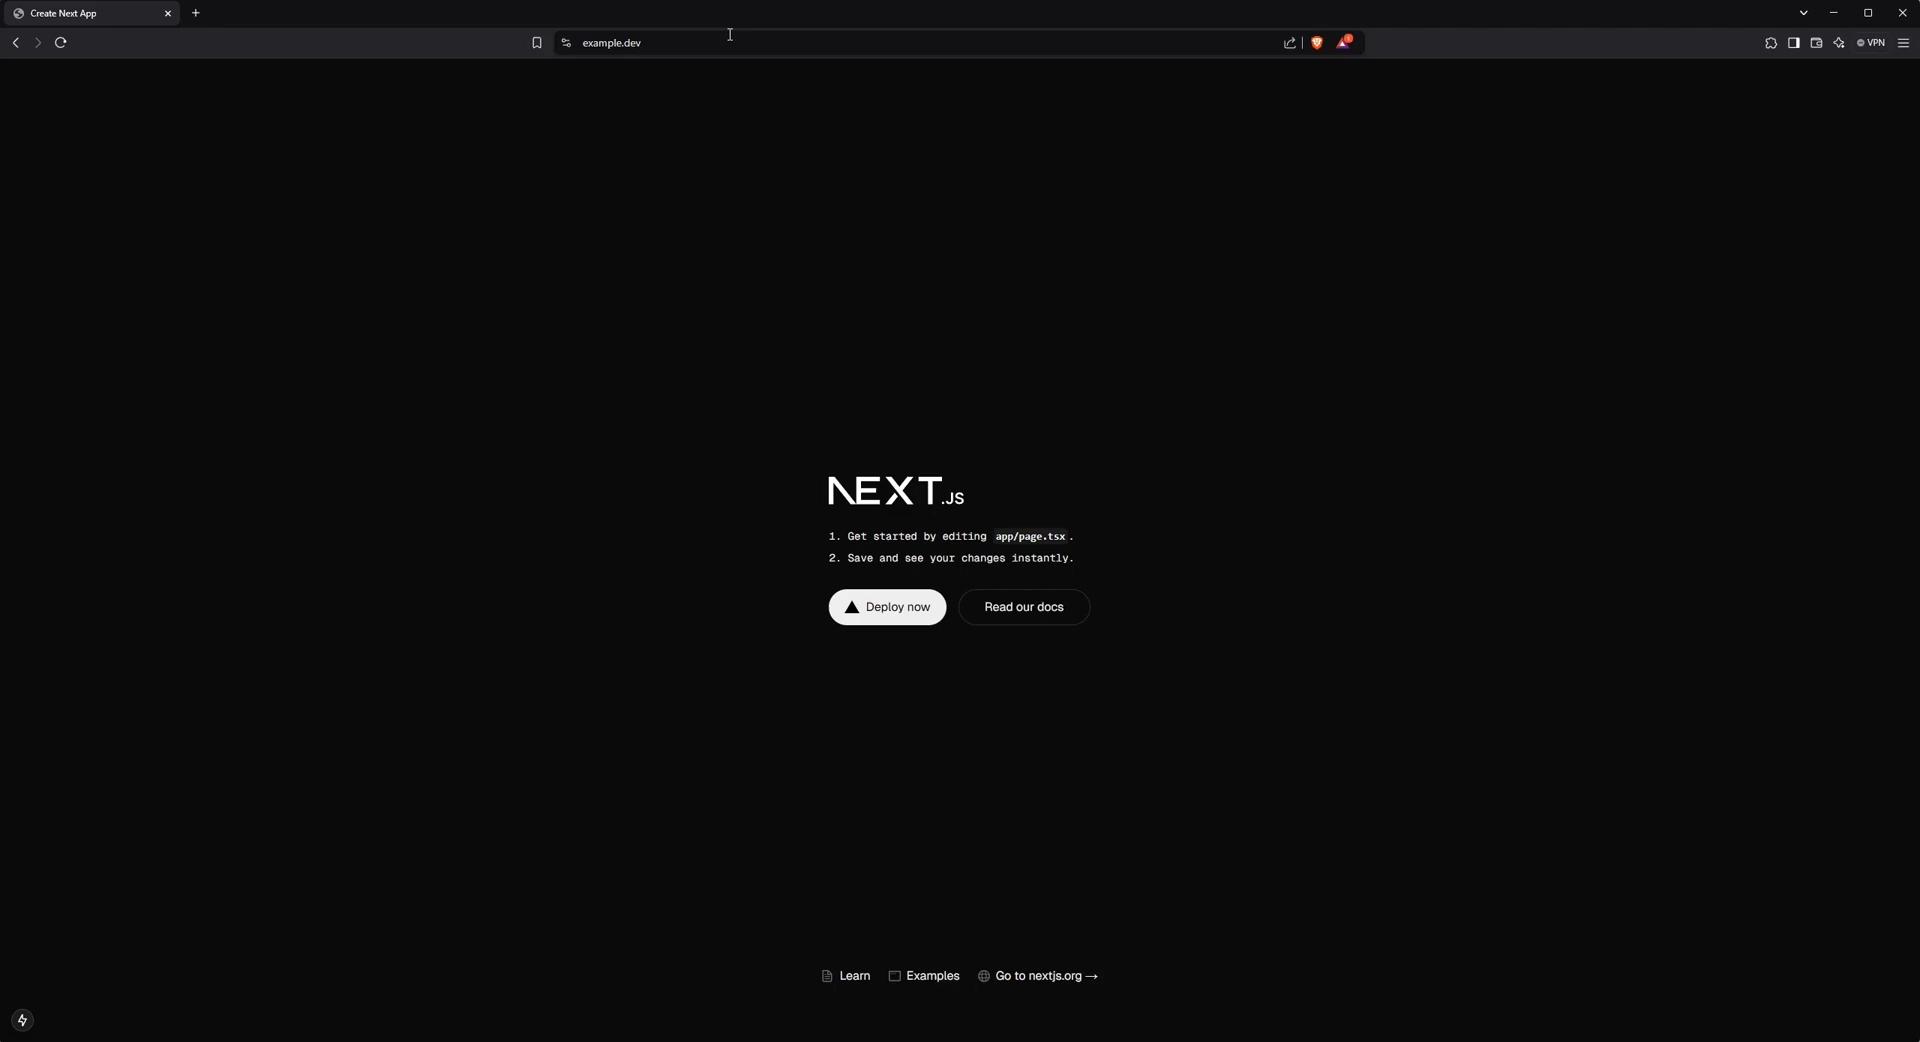 Create Next App
example.dev
VPN
NEXT.JS
1. Get started by editing app/page.tsx.
2. Save and see your changes instantly.
Deploy now
Read our docs
Learn
Examples
Go to nextjs.org →